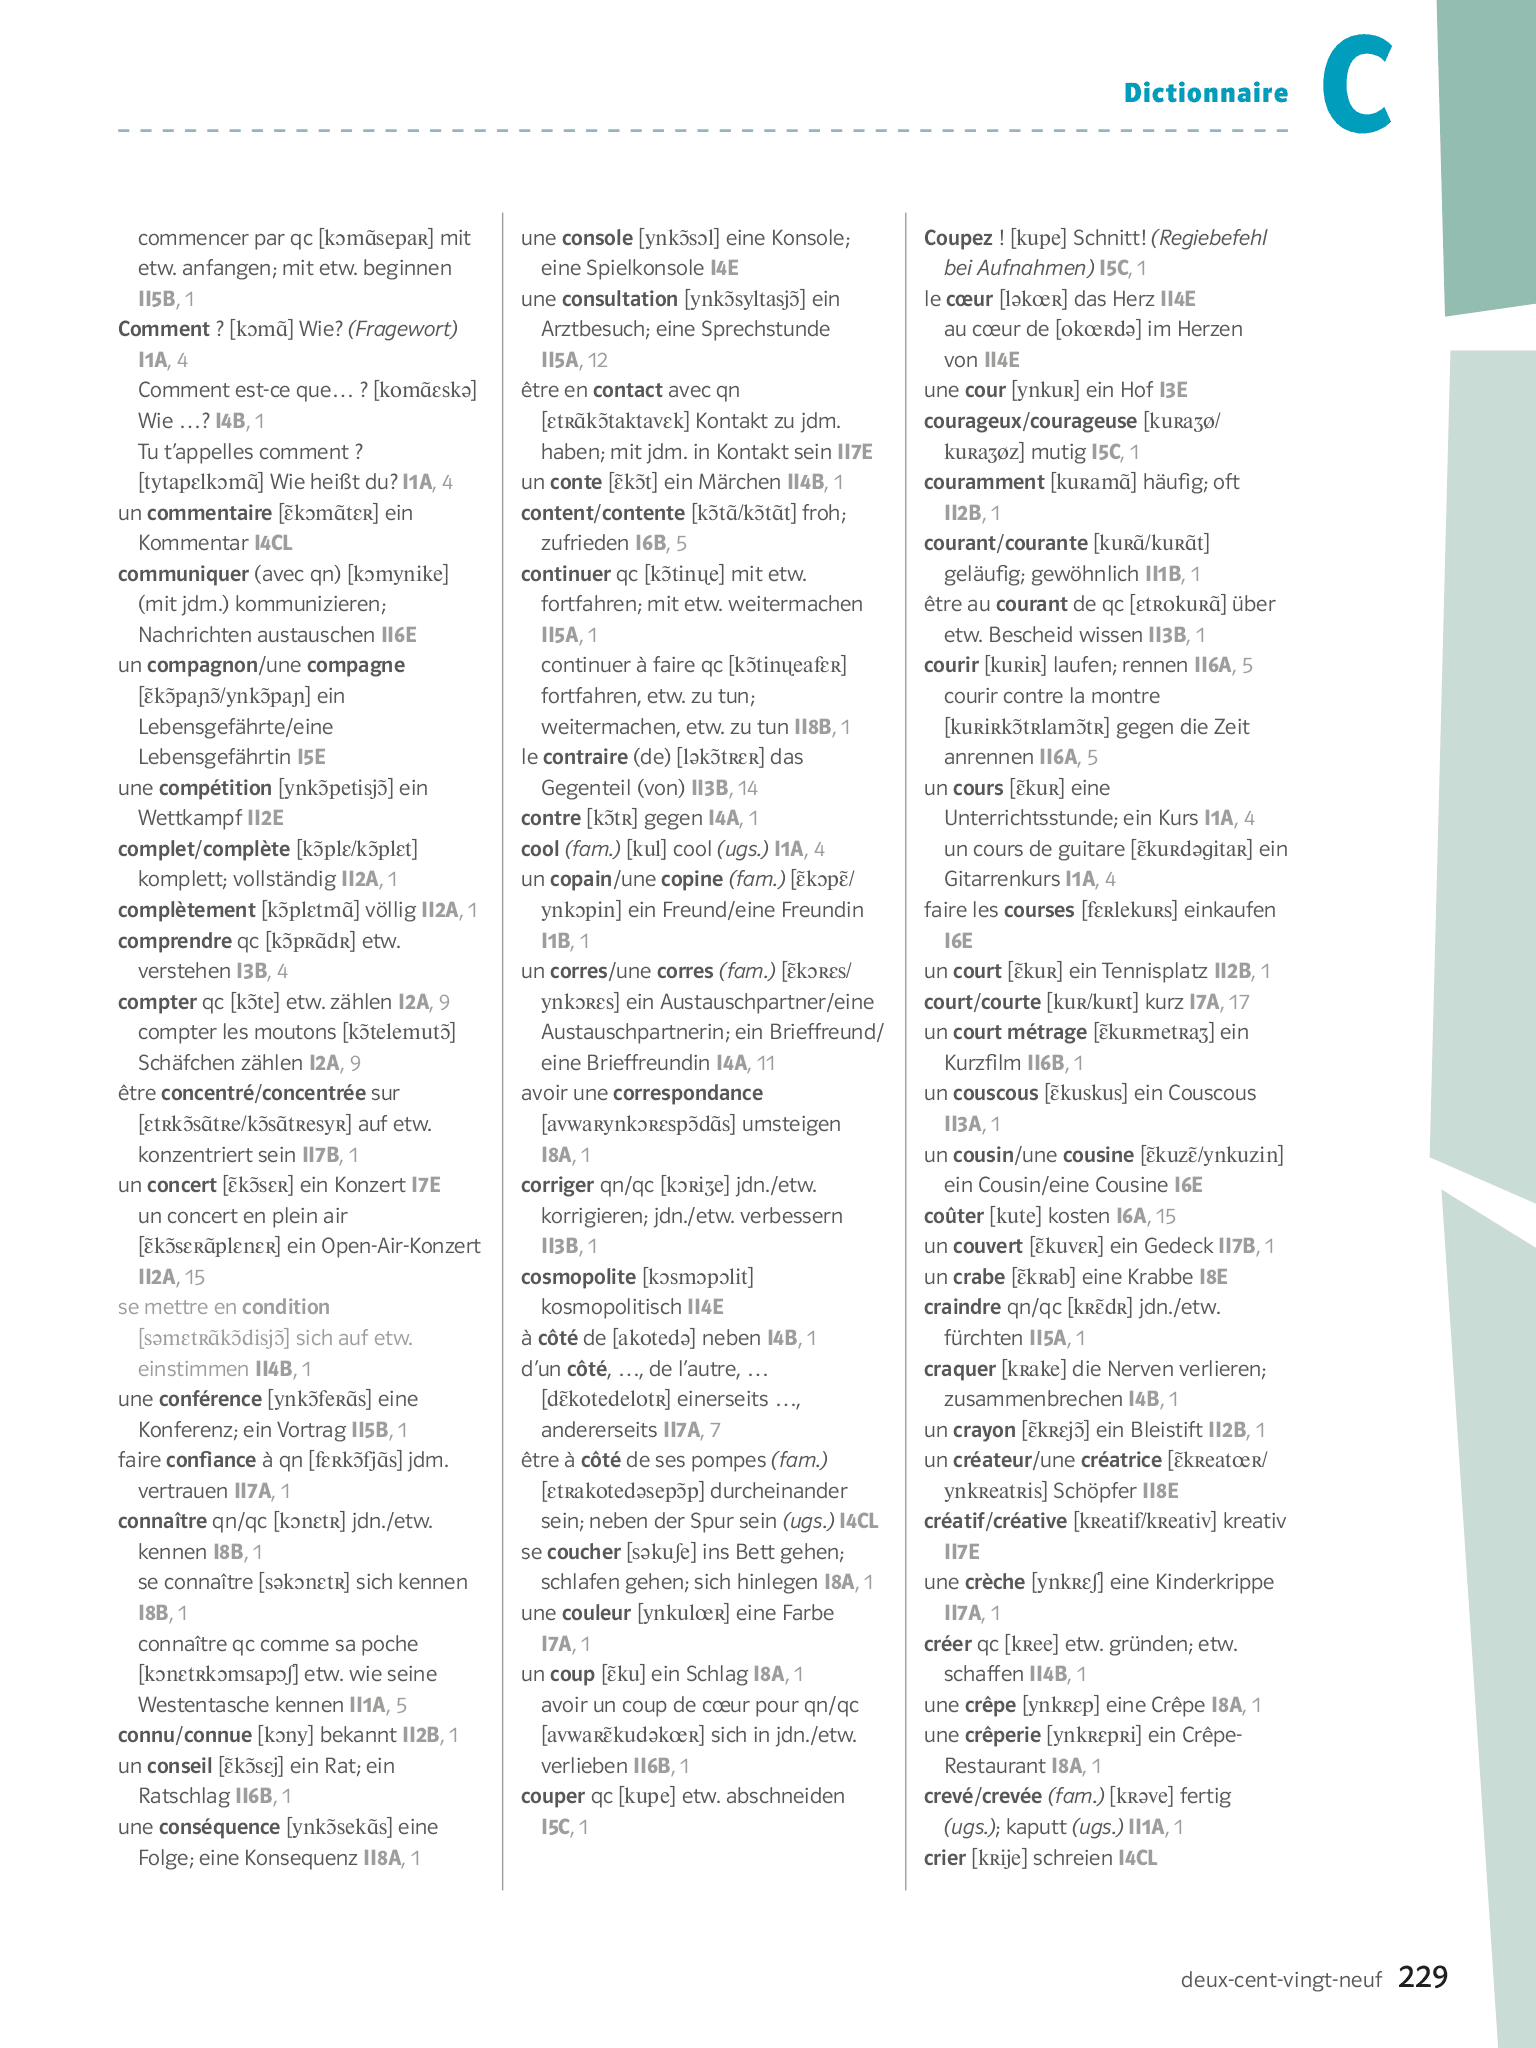 Dictionnaire
C
commencer par qc [kɔmɑ̃sepaʀ] mit
etw. anfangen; mit etw. beginnen
II5B, 1
Comment ? [kɔmɑ̃] Wie? (Fragewort)
I1A, 4
Comment est-ce que… ? [komɑ̃ɛskə]
Wie …? I4B, 1
Tu t’appelles comment ?
[tytapɛlkɔmɑ̃] Wie heißt du? I1A, 4
un commentaire [ɛ̃kɔmɑ̃tɛʀ] ein
Kommentar I4CL
communiquer (avec qn) [kɔmynike]
(mit jdm.) kommunizieren;
Nachrichten austauschen II6E
un compagnon/une compagne
[ɛ̃kɔ̃paɲɔ̃/ynkɔ̃paɲ] ein
Lebensgefährte/eine
Lebensgefährtin I5E
une compétition [ynkɔ̃petisjɔ̃] ein
Wettkampf II2E
complet/complète [kɔ̃plɛ/kɔ̃plɛt]
komplett; vollständig II2A, 1
complètement [kɔ̃plɛtmɑ̃] völlig II2A, 1
comprendre qc [kɔ̃pʀɑ̃dʀ] etw.
verstehen I3B, 4
compter qc [kɔ̃te] etw. zählen I2A, 9
compter les moutons [kɔ̃telemutɔ̃]
Schäfchen zählen I2A, 9
être concentré/concentrée sur
[ɛtʀkɔ̃sɑ̃tʀe/kɔ̃sɑ̃tʀesyʀ] auf etw.
konzentriert sein II7B, 1
un concert [ɛ̃kɔ̃sɛʀ] ein Konzert I7E
un concert en plein air
[ɛ̃kɔ̃sɛʀɑ̃plɛnɛʀ] ein Open-Air-Konzert
II2A, 15
se mettre en condition
[səmɛtʀɑ̃kɔ̃disjɔ̃] sich auf etw.
einstimmen II4B, 1
une conférence [ynkɔ̃feʀɑ̃s] eine
Konferenz; ein Vortrag II5B, 1
faire confiance à qn [fɛʀkɔ̃fjɑ̃s] jdm.
vertrauen II7A, 1
connaître qn/qc [kɔnɛtʀ] jdn./etw.
kennen I8B, 1
se connaître [səkɔnɛtʀ] sich kennen
I8B, 1
connaître qc comme sa poche
[kɔnɛtʀkɔmsapɔʃ] etw. wie seine
Westentasche kennen II1A, 5
connu/connue [kɔny] bekannt II2B, 1
un conseil [ɛ̃kɔ̃sɛj] ein Rat; ein
Ratschlag II6B, 1
une conséquence [ynkɔ̃sekɑ̃s] eine
Folge; eine Konsequenz II8A, 1
une console [ynkɔ̃sɔl] eine Konsole;
eine Spielkonsole I4E
une consultation [ynkɔ̃syltasjɔ̃] ein
Arztbesuch; eine Sprechstunde
II5A, 12
être en contact avec qn
[ɛtʀɑ̃kɔ̃taktavɛk] Kontakt zu jdm.
haben; mit jdm. in Kontakt sein II7E
un conte [ɛ̃kɔ̃t] ein Märchen II4B, 1
content/contente [kɔ̃tɑ̃/kɔ̃tɑ̃t] froh;
zufrieden I6B, 5
continuer qc [kɔ̃tinɥe] mit etw.
fortfahren; mit etw. weitermachen
II5A, 1
continuer à faire qc [kɔ̃tinɥeafɛʀ]
fortfahren, etw. zu tun;
weitermachen, etw. zu tun II8B, 1
le contraire (de) [ləkɔ̃tʀɛʀ] das
Gegenteil (von) II3B, 14
contre [kɔ̃tʀ] gegen I4A, 1
cool (fam.) [kul] cool (ugs.) I1A, 4
un copain/une copine (fam.) [ɛ̃kɔpɛ̃/
ynkɔpin] ein Freund/eine Freundin
I1B, 1
un corres/une corres (fam.) [ɛ̃kɔʀɛs/
ynkɔʀɛs] ein Austauschpartner/eine
Austauschpartnerin; ein Brieffreund/
eine Brieffreundin I4A, 11
avoir une correspondance
[avwaʀynkɔʀɛspɔ̃dɑ̃s] umsteigen
I8A, 1
corriger qn/qc [kɔʀiʒe] jdn./etw.
korrigieren; jdn./etw. verbessern
II3B, 1
cosmopolite [kɔsmɔpɔlit]
kosmopolitisch II4E
à côté de [akotedə] neben I4B, 1
d’un côté, …, de l’autre, …
[dɛ̃kotedelotʀ] einerseits …,
andererseits II7A, 7
être à côté de ses pompes (fam.)
[ɛtʀakotedəsepɔ̃p] durcheinander
sein; neben der Spur sein (ugs.) I4CL
se coucher [səkuʃe] ins Bett gehen;
schlafen gehen; sich hinlegen I8A, 1
une couleur [ynkulœʀ] eine Farbe
I7A, 1
un coup [ɛ̃ku] ein Schlag I8A, 1
avoir un coup de cœur pour qn/qc
[avwaʀɛ̃kudəkœʀ] sich in jdn./etw.
verlieben II6B, 1
couper qc [kupe] etw. abschneiden
I5C, 1
Coupez ! [kupe] Schnitt! (Regiebefehl
bei Aufnahmen) I5C, 1
le cœur [ləkœʀ] das Herz II4E
au cœur de [okœʀdə] im Herzen
von II4E
une cour [ynkuʀ] ein Hof I3E
courageux/courageuse [kuʀaʒø/
kuʀaʒøz] mutig I5C, 1
couramment [kuʀamɑ̃] häufig; oft
II2B, 1
courant/courante [kuʀɑ̃/kuʀɑ̃t]
geläufig; gewöhnlich II1B, 1
être au courant de qc [ɛtʀokuʀɑ̃] über
etw. Bescheid wissen II3B, 1
courir [kuʀiʀ] laufen; rennen II6A, 5
courir contre la montre
[kuʀiʀkɔ̃tʀlamɔ̃tʀ] gegen die Zeit
anrennen II6A, 5
un cours [ɛ̃kuʀ] eine
Unterrichtsstunde; ein Kurs I1A, 4
un cours de guitare [ɛ̃kuʀdəgitaʀ] ein
Gitarrenkurs I1A, 4
faire les courses [fɛʀlekuʀs] einkaufen
I6E
un court [ɛ̃kuʀ] ein Tennisplatz II2B, 1
court/courte [kuʀ/kuʀt] kurz I7A, 17
un court métrage [ɛ̃kuʀmetʀaʒ] ein
Kurzfilm II6B, 1
un couscous [ɛ̃kuskus] ein Couscous
II3A, 1
un cousin/une cousine [ɛ̃kuzɛ̃/ynkuzin]
ein Cousin/eine Cousine I6E
coûter [kute] kosten I6A, 15
un couvert [ɛ̃kuvɛʀ] ein Gedeck II7B, 1
un crabe [ɛ̃kʀab] eine Krabbe I8E
craindre qn/qc [kʀɛ̃dʀ] jdn./etw.
fürchten II5A, 1
craquer [kʀake] die Nerven verlieren;
zusammenbrechen I4B, 1
un crayon [ɛ̃kʀɛjɔ̃] ein Bleistift II2B, 1
un créateur/une créatrice [ɛ̃kʀeatœʀ/
ynkʀeatʀis] Schöpfer II8E
créatif/créative [kʀeatif/kʀeativ] kreativ
II7E
une crèche [ynkʀɛʃ] eine Kinderkrippe
II7A, 1
créer qc [kʀee] etw. gründen; etw.
schaffen II4B, 1
une crêpe [ynkʀɛp] eine Crêpe I8A, 1
une crêperie [ynkʀɛpʀi] ein Crêpe-
Restaurant I8A, 1
crevé/crevée (fam.) [kʀəve] fertig
(ugs.); kaputt (ugs.) II1A, 1
crier [kʀije] schreien I4CL
deux-cent-vingt-neuf 229